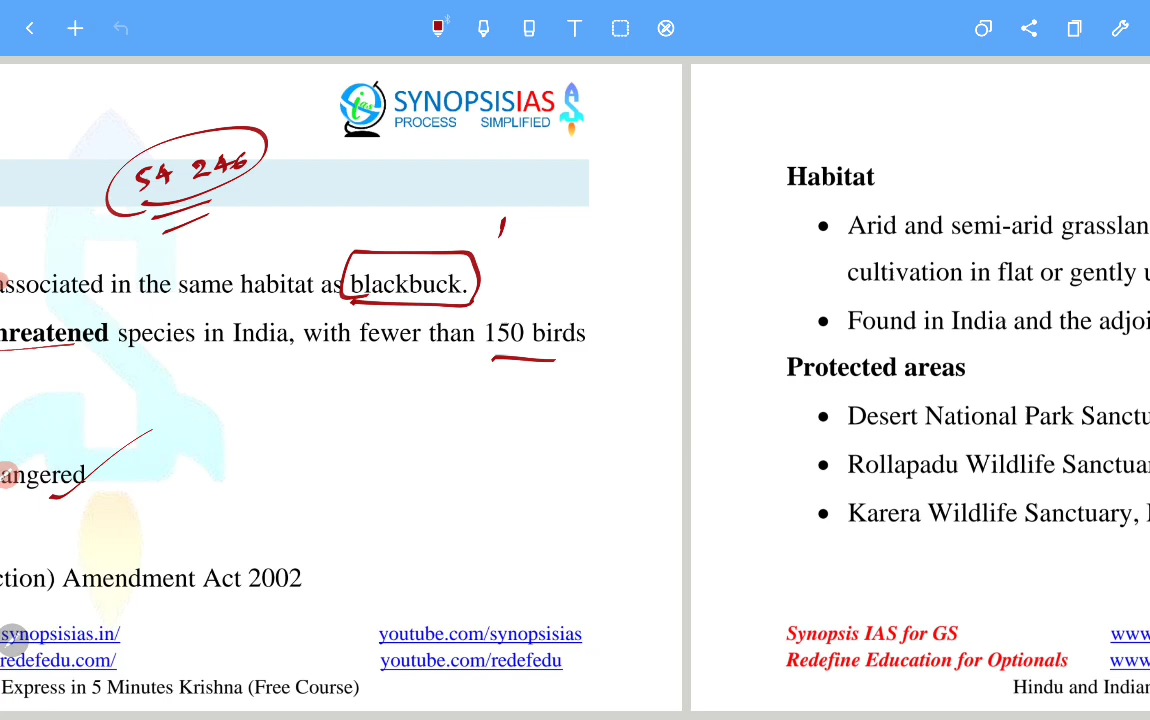 SYNOPSISIAS
PROCESS SIMPLIFIED
54 246
associated in the same habitat as blackbuck.
hreatened species in India, with fewer than 150 birds
angered
ction) Amendment Act 2002
synopsisias.in/ youtube.com/synopsisias
redefedu.com/ youtube.com/redefedu
Express in 5 Minutes Krishna (Free Course)
Habitat
• Arid and semi-arid grasslan
cultivation in flat or gently u
• Found in India and the adjoi
Protected areas
• Desert National Park Sanctu
• Rollapadu Wildlife Sanctuar
• Karera Wildlife Sanctuary,
Synopsis IAS for GS www
Redefine Education for Optionals www
Hindu and Indian